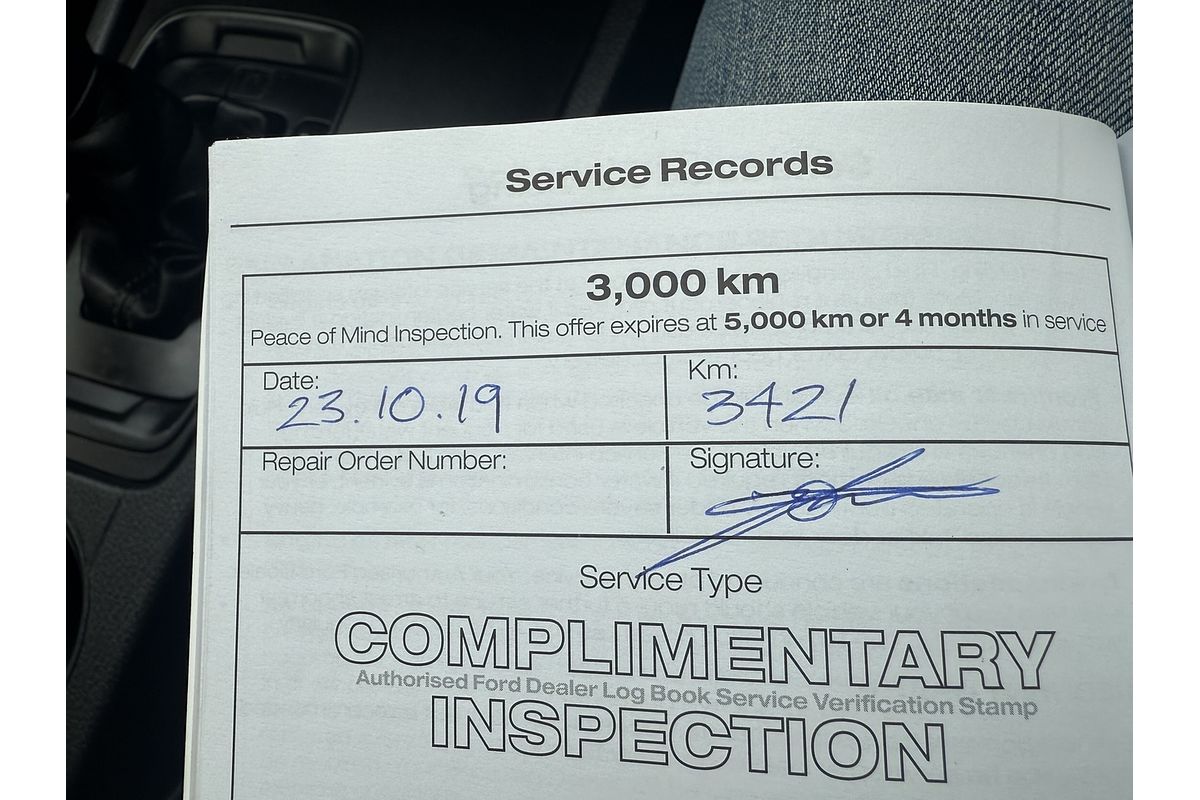 Service Records
3,000 km
Peace of Mind Inspection. This offer expires at 5,000 km or 4 months in service
Date:
23.10.19
Km:
3421
Repair Order Number:
Signature:
Service Type
COMPLIMENTARY
Authorised Ford Dealer Log Book Service Verification Stamp
INSPECTION